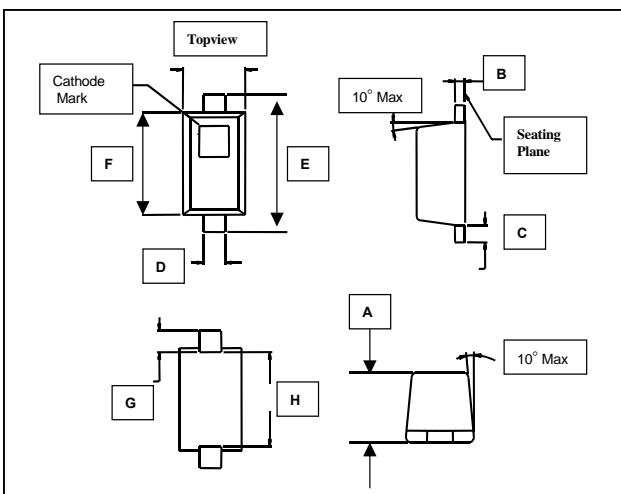 Topview
Cathode
Mark
F
E
D
10° Max
B
Seating
Plane
C
G
H
A
10° Max